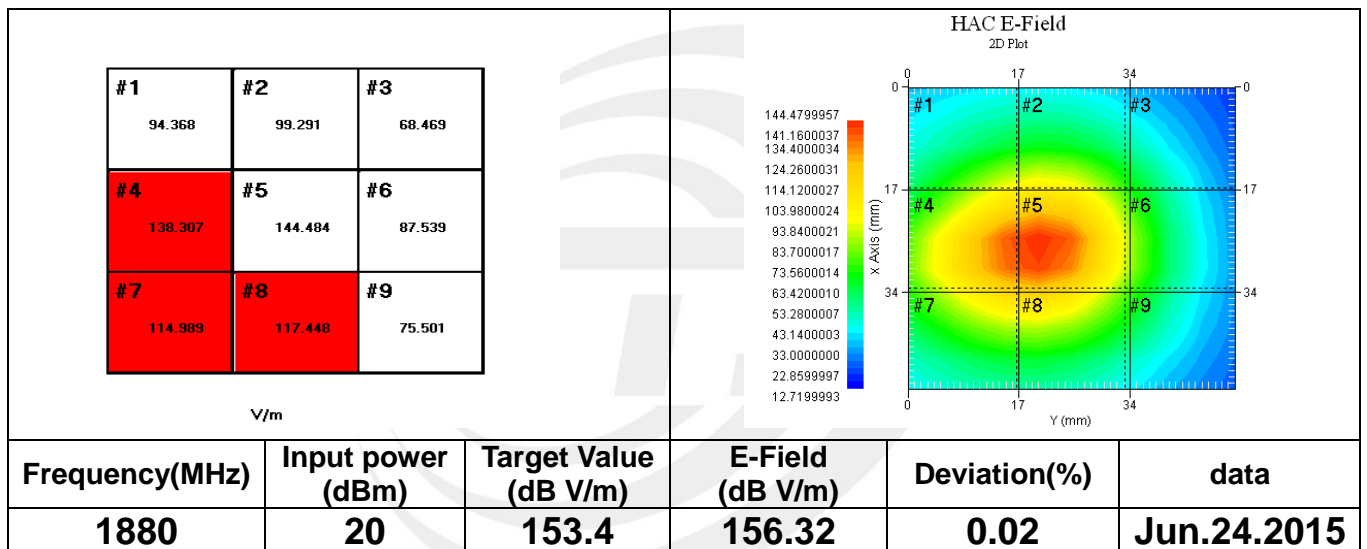 #1 #2 #3
94.368 99.291 68.469
#4 #5 #6
138.307 144.484 87.539
#7 #8 #9
114.989 117.448 75.501
V/m
HAC E-Field
2D Plot
144.4799957
141.1600037
134.4000034
124.2600031
114.1200027
103.9800024
93.8400021
83.7000017
73.5600014
63.4200010
53.2800007
43.1400003
33.0000000
22.8599997
12.7199993
0 17 34
0 0
#1 #2 #3
17 17
#4 #5 #6
x Axis (mm)
34 34
#7 #8 #9
0 17 34
Y (mm)
Frequency(MHz) Input power (dBm) Target Value (dB V/m) E-Field (dB V/m) Deviation(%) data
1880 20 153.4 156.32 0.02 Jun.24.2015